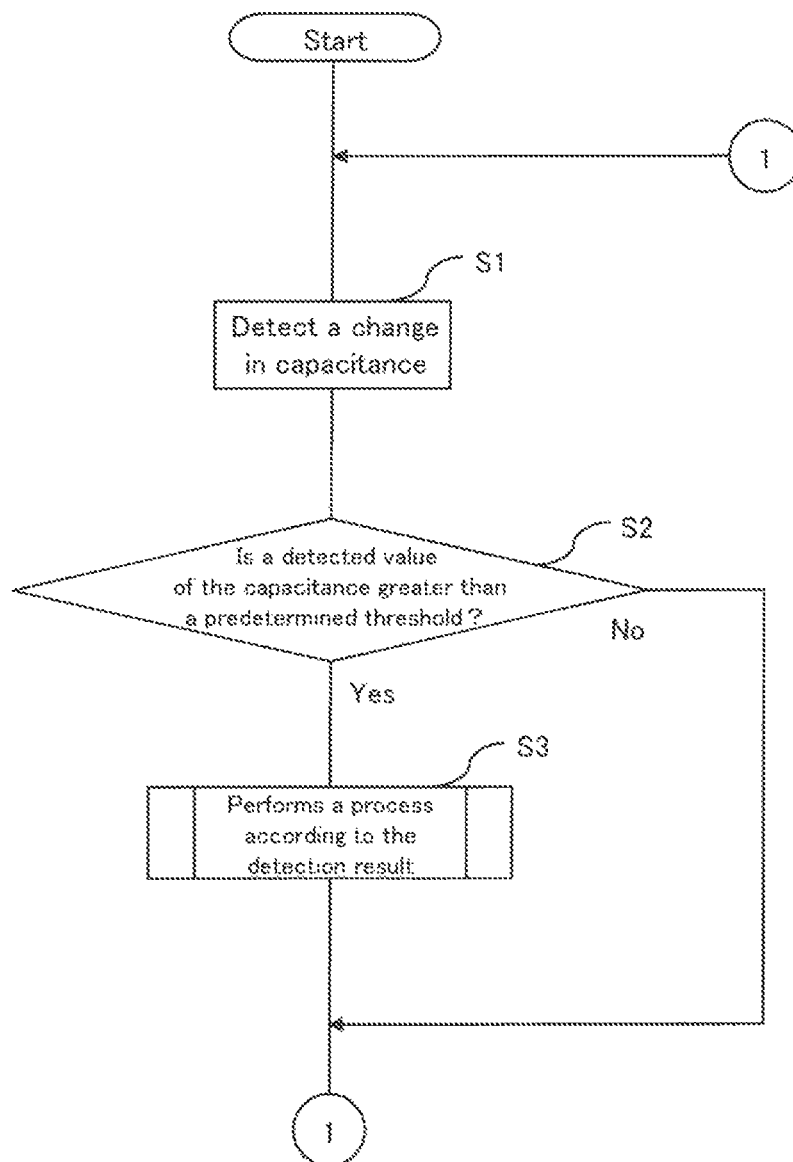 Start
1
S1
Detect a change
in capacitance
S2
Is a detected value
of the capacitance greater than
a predetermined threshold?
No
Yes
S3
Performs a process
according to the
detection result
1